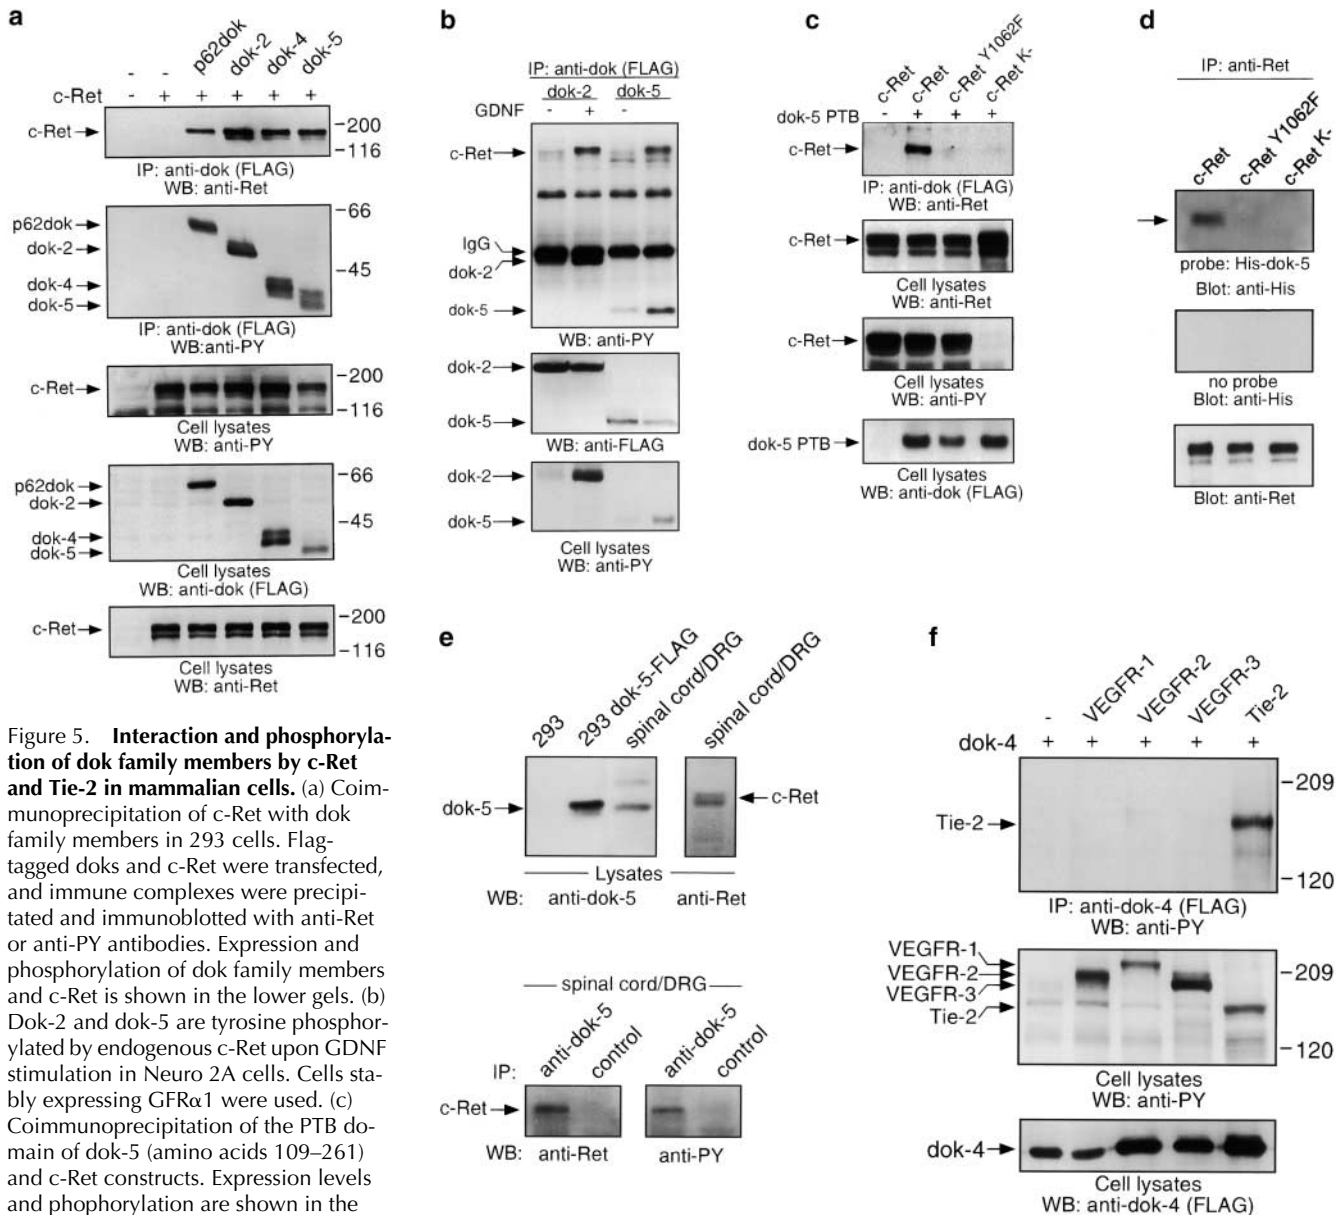 a
p62dok
dok-2
dok-4
dok-5
- -
c-Ret - + + + + +
c-Ret
-200
-116
IP: anti-dok (FLAG)
WB: anti-Ret
p62dok
dok-2
dok-4
dok-5
-66
-45
IP: anti-dok (FLAG)
WB:anti-PY
c-Ret
-200
-116
Cell lysates
WB: anti-PY
p62dok
dok-2
dok-4
dok-5
-66
-45
Cell lysates
WB: anti-dok (FLAG)
c-Ret
-200
-116
Cell lysates
WB: anti-Ret
b
IP: anti-dok (FLAG)
dok-2 dok-5
GDNF - + - +
c-Ret
IgG
dok-2
dok-5
WB: anti-PY
dok-2
dok-5
WB: anti-FLAG
dok-2
dok-5
Cell lysates
WB: anti-PY
c
c-Ret
c-Ret
c-Ret Y1062F
c-Ret K-
dok-5 PTB - + + +
c-Ret
IP: anti-dok (FLAG)
WB: anti-Ret
c-Ret
Cell lysates
WB: anti-Ret
c-Ret
Cell lysates
WB: anti-PY
dok-5 PTB
Cell lysates
WB: anti-dok (FLAG)
d
IP: anti-Ret
c-Ret
c-Ret Y1062F
c-Ret K-
probe: His-dok-5
Blot: anti-His
no probe
Blot: anti-His
Blot: anti-Ret
e
293
293 dok-5-FLAG
spinal cord/DRG
spinal cord/DRG
dok-5
c-Ret
Lysates
WB: anti-dok-5 anti-Ret
spinal cord/DRG
anti-dok-5
control
anti-dok-5
control
IP:
c-Ret
WB: anti-Ret anti-PY
f
-
VEGFR-1
VEGFR-2
VEGFR-3
Tie-2
dok-4 + + + + +
Tie-2
-209
-120
IP: anti-dok-4 (FLAG)
WB: anti-PY
VEGFR-1
VEGFR-2
VEGFR-3
Tie-2
-209
-120
Cell lysates
WB: anti-PY
dok-4
Cell lysates
WB: anti-dok-4 (FLAG)
Figure 5. Interaction and phosphoryla-
tion of dok family members by c-Ret
and Tie-2 in mammalian cells. (a) Coim-
munoprecipitation of c-Ret with dok
family members in 293 cells. Flag-
tagged doks and c-Ret were transfected,
and immune complexes were precipi-
tated and immunoblotted with anti-Ret
or anti-PY antibodies. Expression and
phosphorylation of dok family members
and c-Ret is shown in the lower gels. (b)
Dok-2 and dok-5 are tyrosine phosphor-
ylated by endogenous c-Ret upon GDNF
stimulation in Neuro 2A cells. Cells sta-
bly expressing GFRα1 were used. (c)
Coimmunoprecipitation of the PTB do-
main of dok-5 (amino acids 109–261)
and c-Ret constructs. Expression levels
and phophorylation are shown in the